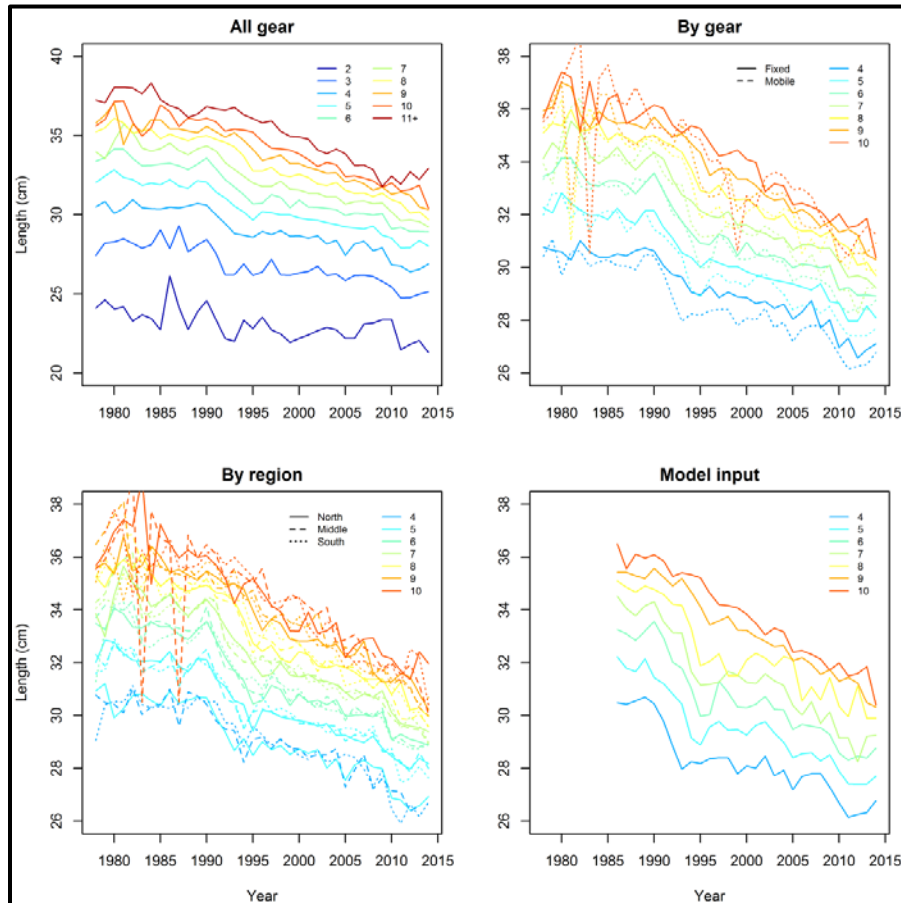 All gear
By gear
40
35
30
25
20
Length (cm)
2 7
3 8
4 9
5 10
6 11+
1980 1985 1990 1995 2000 2005 2010 2015
38
36
34
32
30
28
26
Fixed 4
Mobile 5
6
7
8
9
10
1980 1985 1990 1995 2000 2005 2010 2015
By region
Model input
38
36
34
32
30
28
26
Length (cm)
North 4
Middle 5
South 6
7
8
9
10
1980 1985 1990 1995 2000 2005 2010 2015
Year
38
36
34
32
30
28
26
4
5
6
7
8
9
10
1980 1985 1990 1995 2000 2005 2010 2015
Year